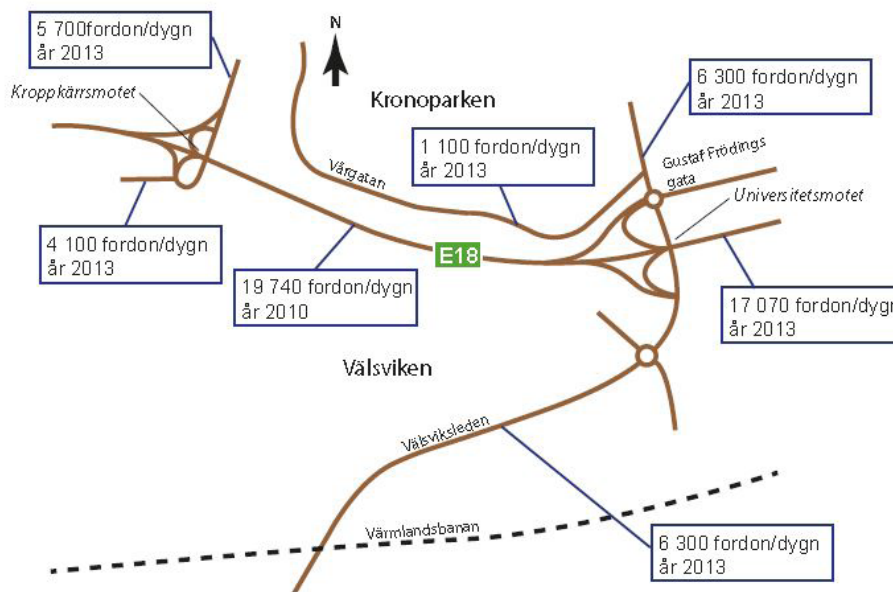 5 700fordon/dygn
år 2013
N
Kroppkärrsmotet
Kronoparken
6 300 fordon/dygn
år 2013
1 100 fordon/dygn
år 2013
Gustaf Frödings
gata
Vårgatan
Universitetsmotet
4 100 fordon/dygn
år 2013
E18
19 740 fordon/dygn
år 2010
17 070 fordon/dygn
år 2013
Välsviken
Välsviksleden
Värmlandsbanan
6 300 fordon/dygn
år 2013